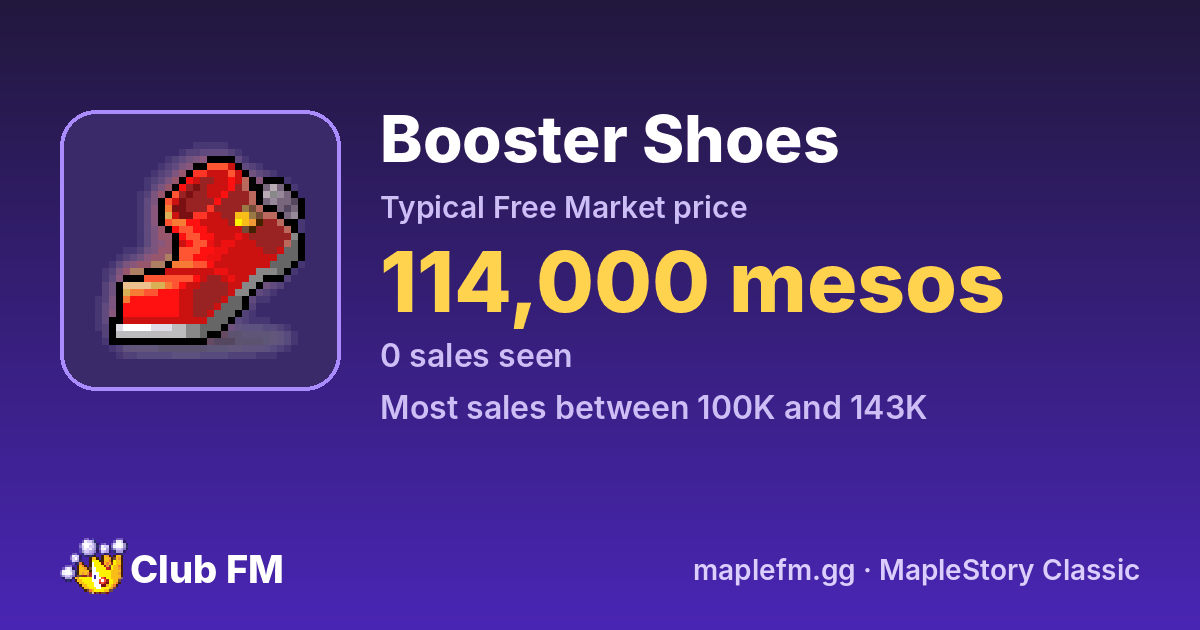 Booster Shoes
Typical Free Market price
114,000 mesos
0 sales seen
Most sales between 100K and 143K
Club FM
maplefm.gg · MapleStory Classic